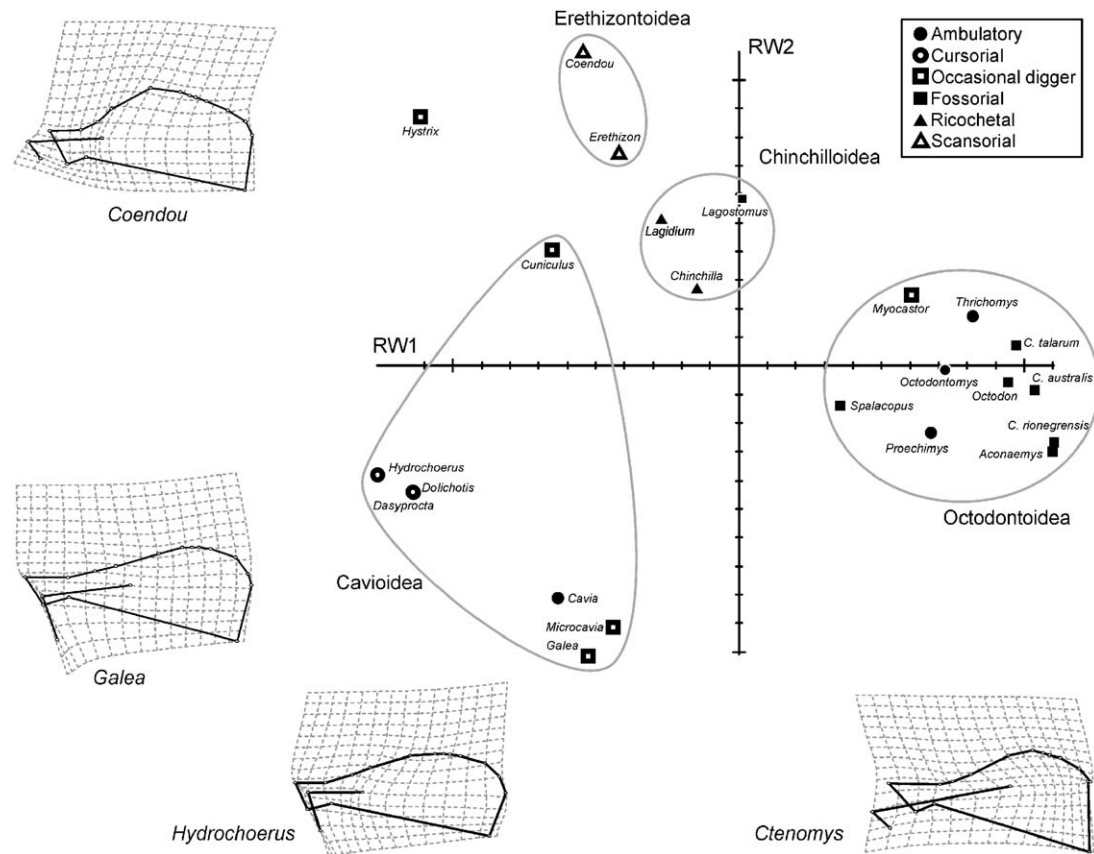 Erethizontoidea
RW2
Coendou
Ambulatory
Cursorial
Occasional digger
Fossorial
Ricochetal
Scansorial
Hystrix
Erethizon
Chinchilloidea
Coendou
Lagostomus
Lagidium
Cuniculus
Chinchilla
Myocastor
Thrichomys
RW1
C. talarum
Octodontomys
C. australis
Octodon
Spalacopus
C. rionegrensis
Proechimys
Aconaemys
Hydrochoerus
Dolichotis
Dasyprocta
Octodontoidea
Cavioidea
Cavia
Microcavia
Galea
Galea
Hydrochoerus
Ctenomys